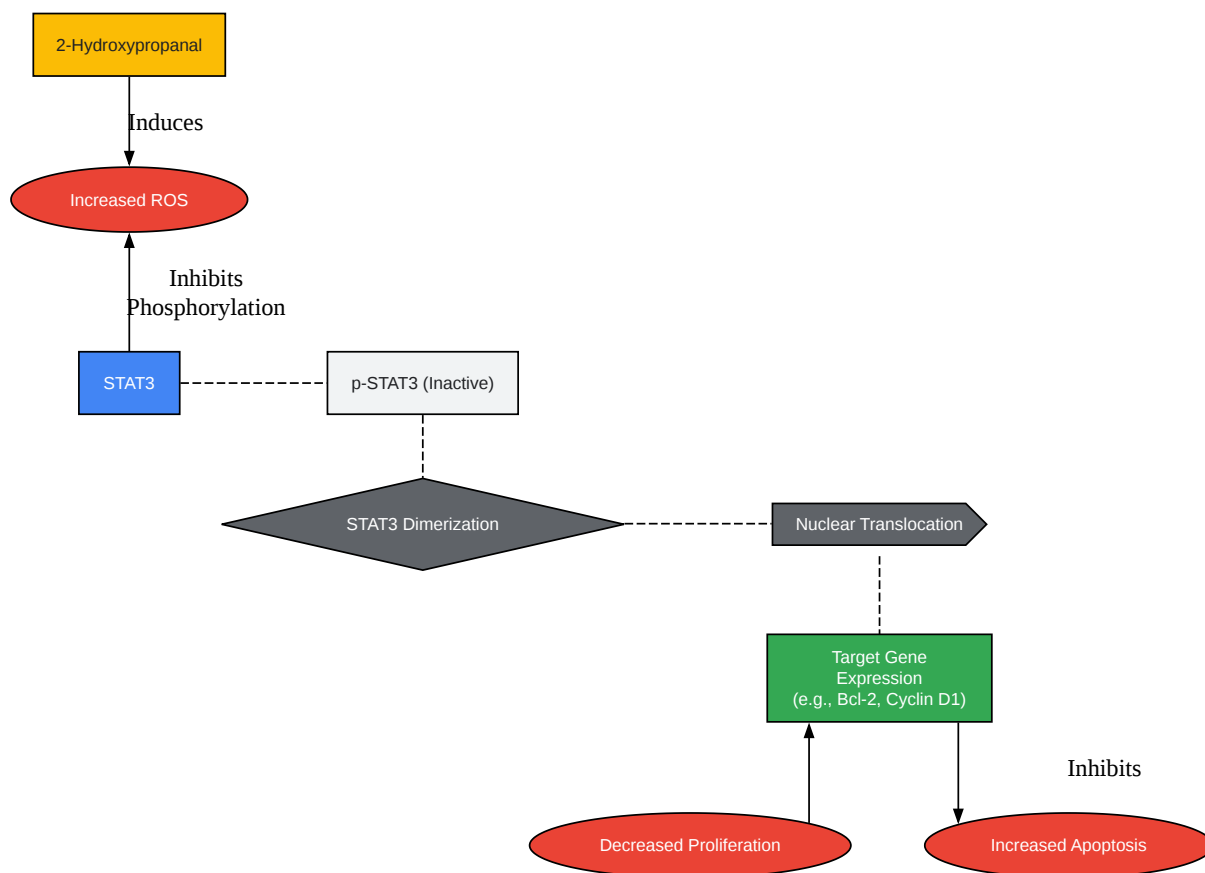 2-Hydroxypropanal
Induces
Increased ROS
Inhibits
Phosphorylation
STAT3
p-STAT3 (Inactive)
STAT3 Dimerization
Nuclear Translocation
Target Gene
Expression
(e.g., Bcl-2, Cyclin D1)
Inhibits
Decreased Proliferation
Increased Apoptosis